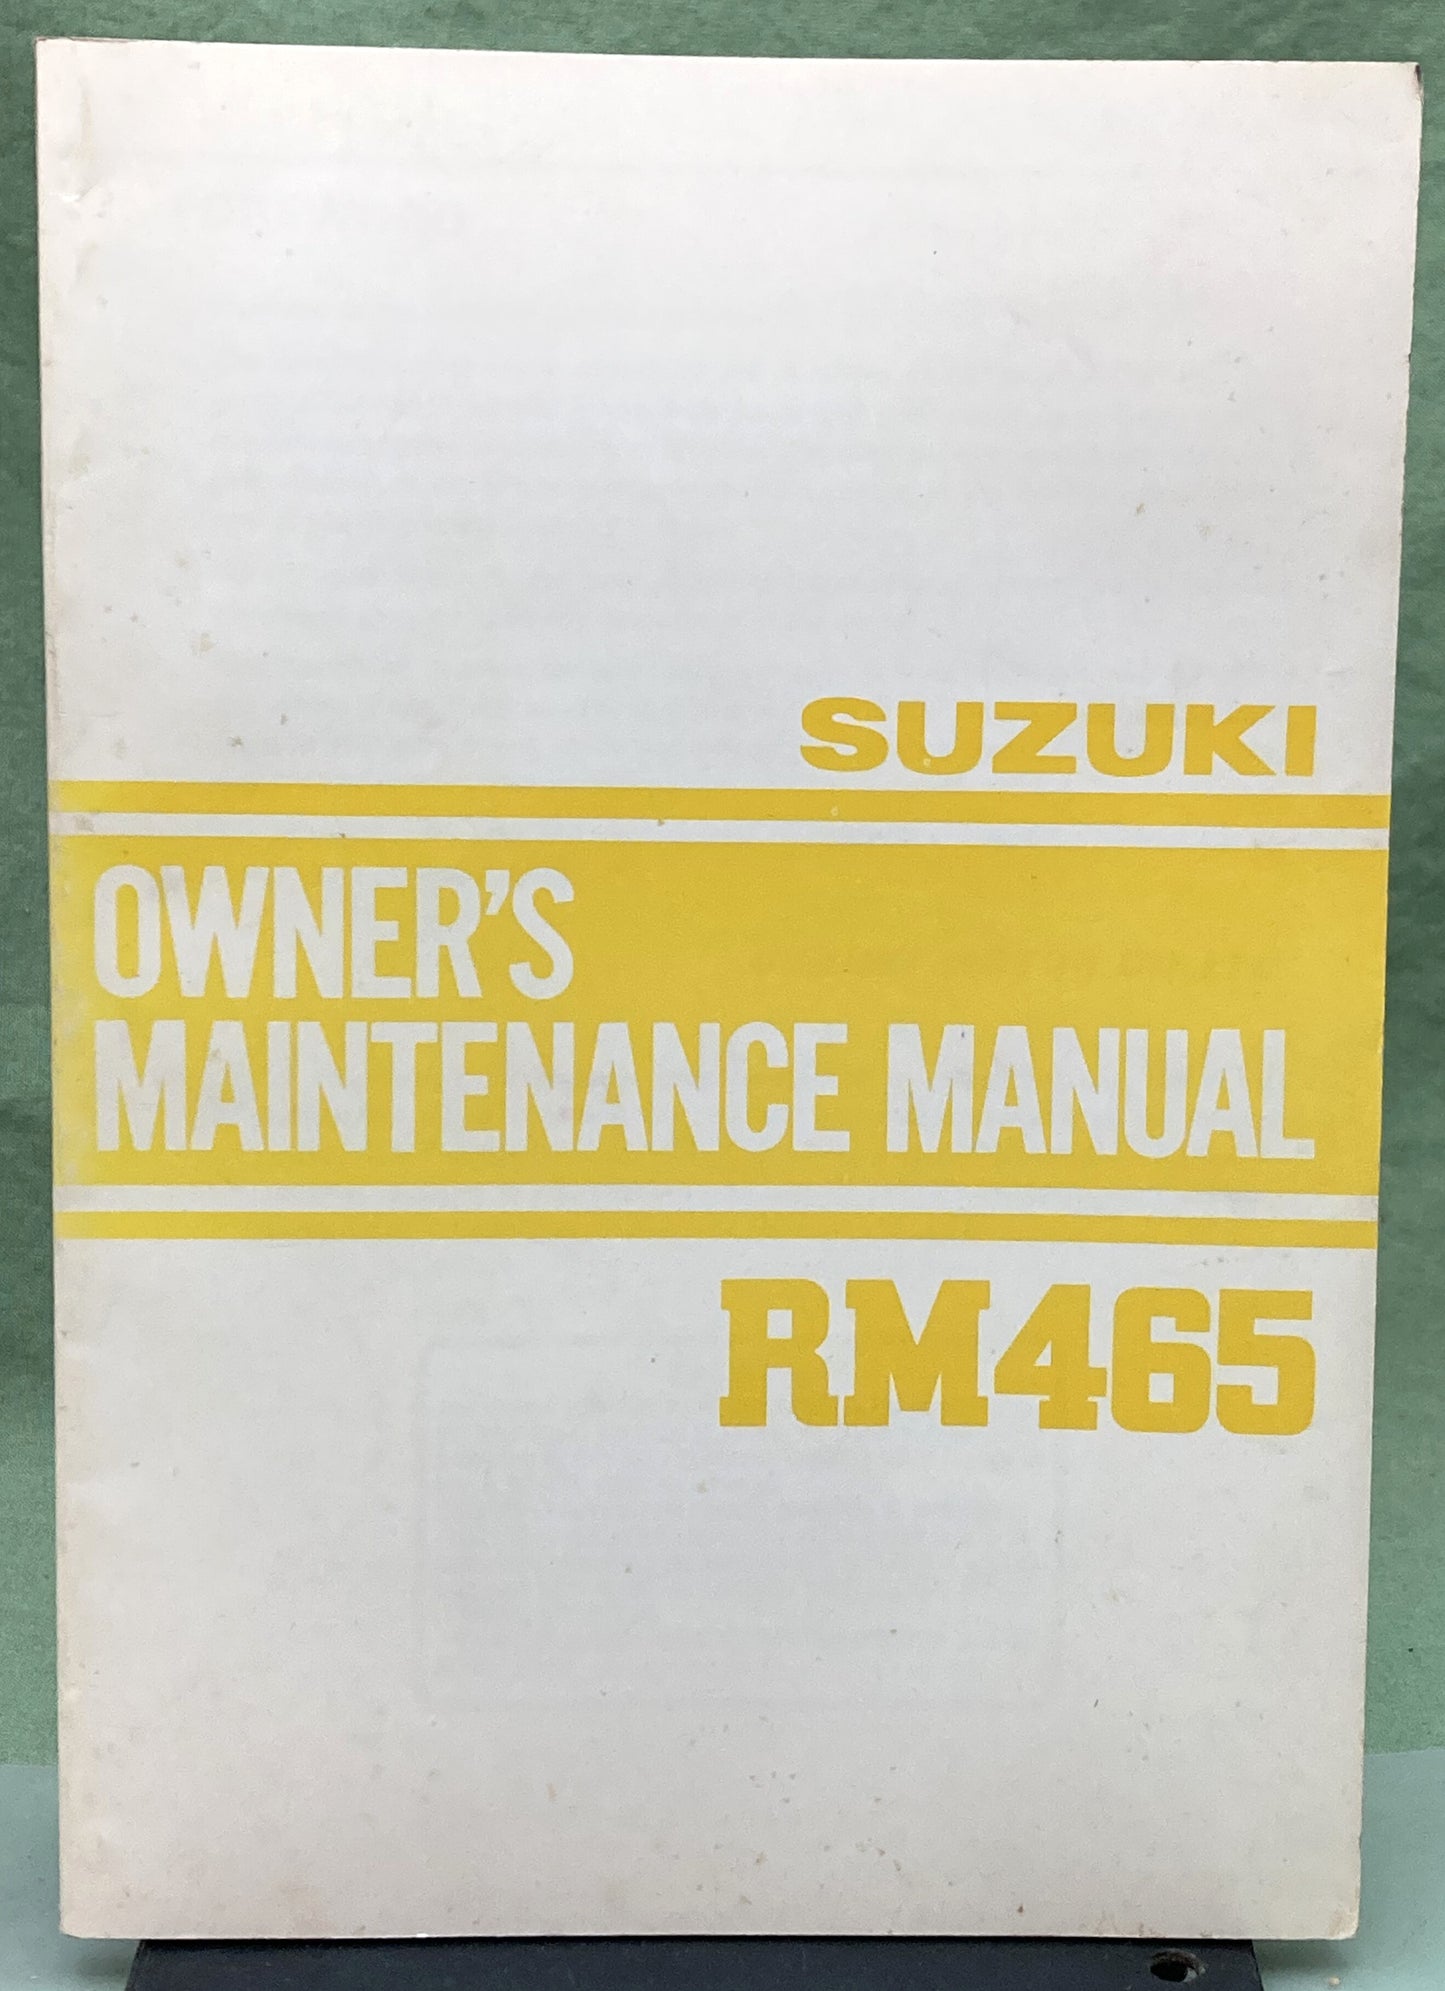 SUZUKI
OWNER'S
MAINTENANCE MANUAL
RM465